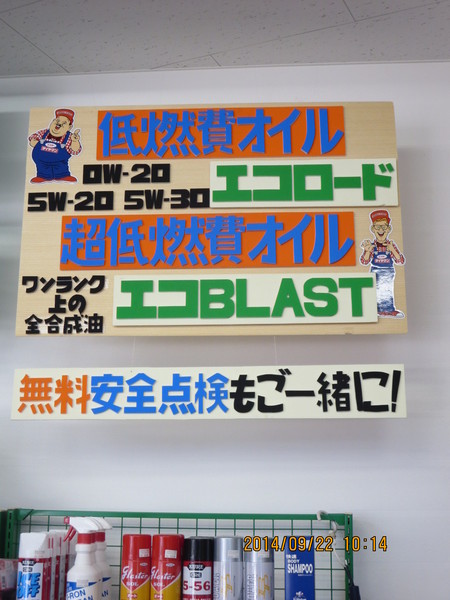 低燃費オイル
0W-20
5W-20 5W-30
エコロード
超低燃費オイル
ワンランク
上の
全合成油
エコBLAST
無料安全点検もご一緒に!
5-56
SHAMPOO
2014/09/22 10:14